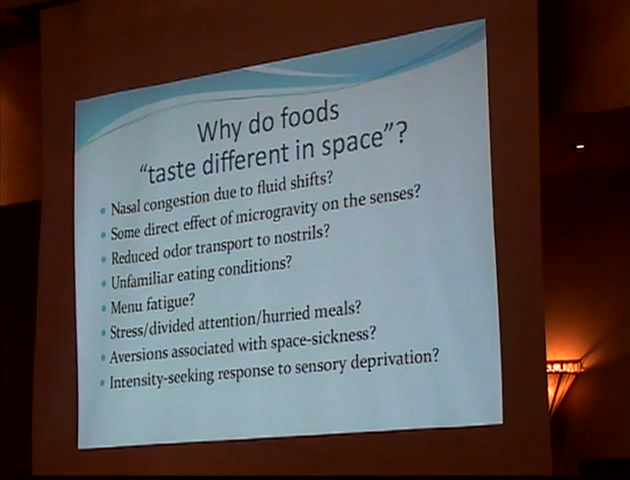 Why do foods
"taste different in space"?
• Nasal congestion due to fluid shifts?
• Some direct effect of microgravity on the senses?
• Reduced odor transport to nostrils?
• Unfamiliar eating conditions?
• Menu fatigue?
• Stress/divided attention/hurried meals?
• Aversions associated with space-sickness?
• Intensity-seeking response to sensory deprivation?